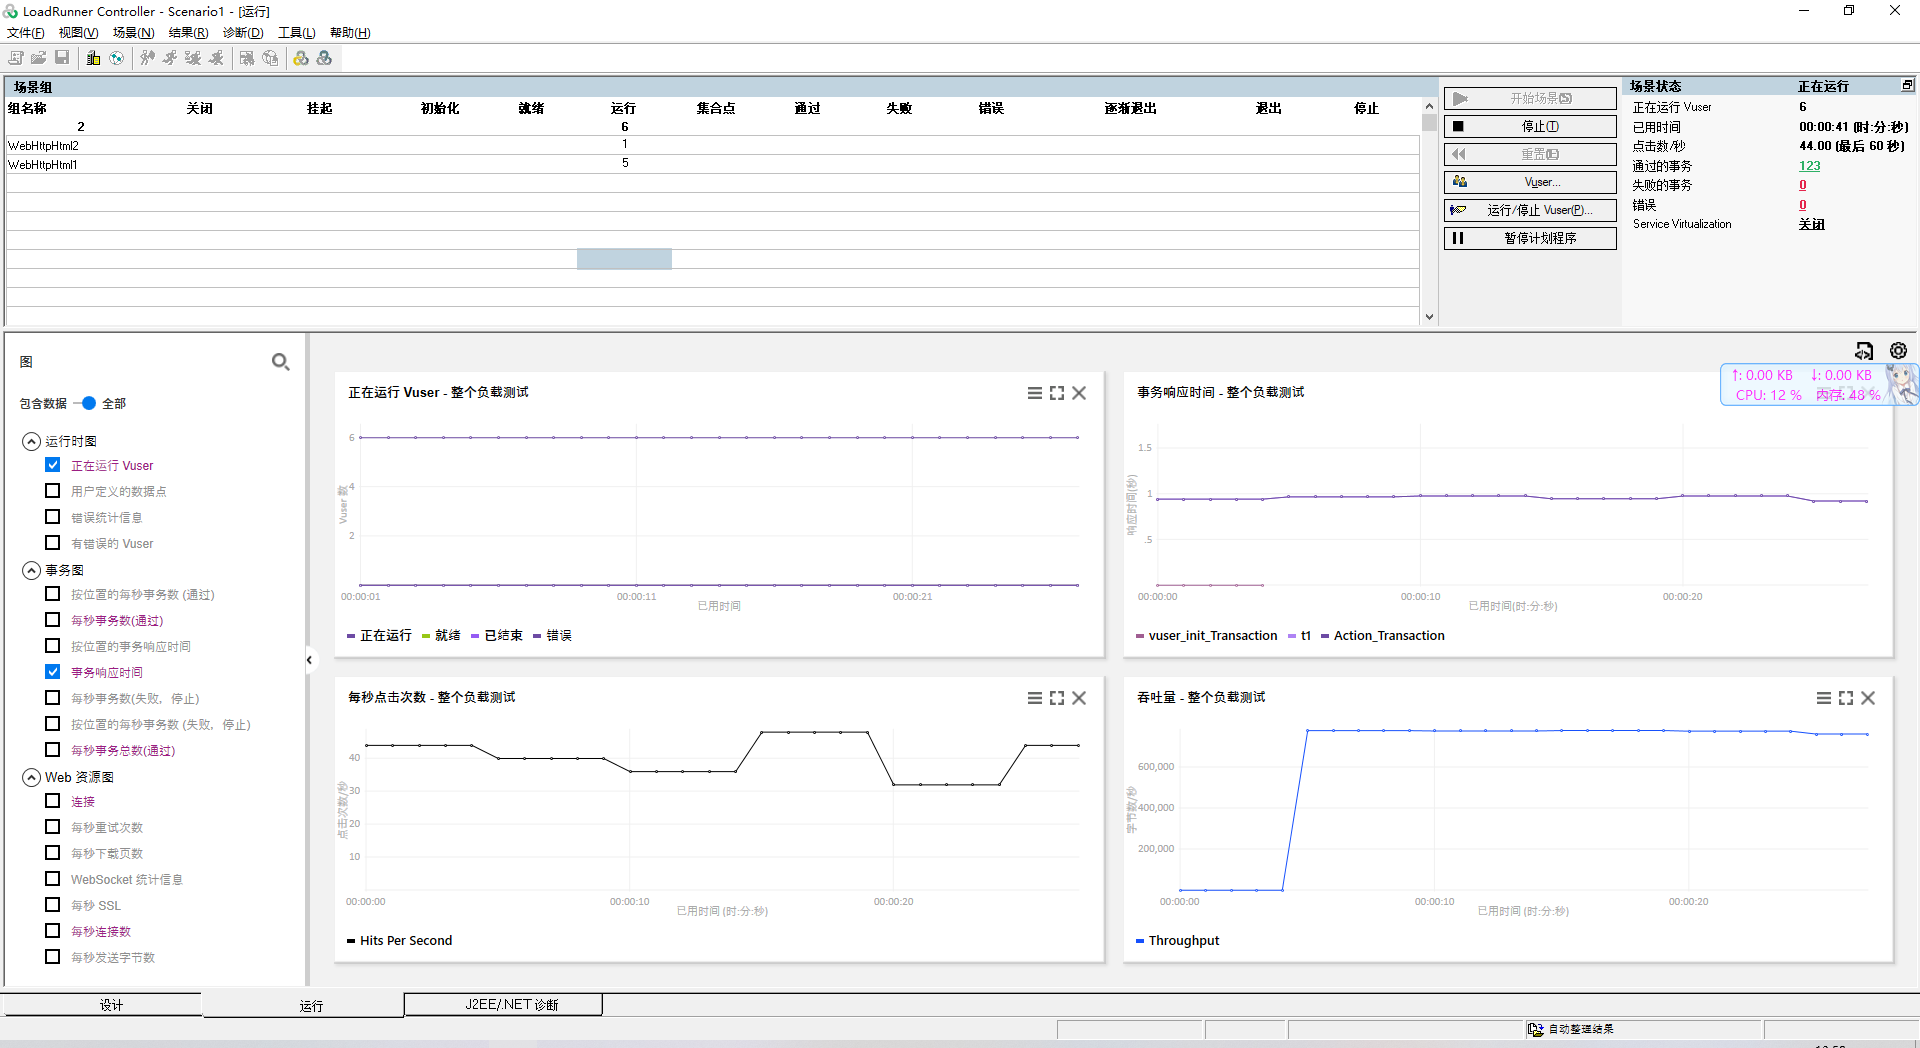 LoadRunner Controller - Scenario1 - [运行]
文件(F) 视图(V) 场景(N) 结果(R) 诊断(D) 工具(L) 帮助(H)
场景组
组名称 关闭 挂起 初始化 就绪 运行 集合点 通过 失败 错误 逐渐退出 退出 停止
2 6
WebHttpHtml2 1
WebHttpHtml1 5
开始场景(S)
停止(T)
重置(E)
Vuser...
运行/停止 Vuser(P)...
暂停计划程序
场景状态 正在运行
正在运行 Vuser 6
已用时间 00:00:41 (时:分:秒)
点击数/秒 44.00 (最后 60 秒)
通过的事务 123
失败的事务 0
错误 0
Service Virtualization 关闭
↑: 0.00 KB ↓: 0.00 KB
CPU: 12 % 内存: 48 %
图
包含数据 全部
运行时图
正在运行 Vuser
用户定义的数据点
错误统计信息
有错误的 Vuser
事务图
按位置的每秒事务数 (通过)
每秒事务数(通过)
按位置的事务响应时间
事务响应时间
每秒事务数(失败, 停止)
按位置的每秒事务数 (失败, 停止)
每秒事务总数(通过)
Web 资源图
连接
每秒重试次数
每秒下载页数
WebSocket 统计信息
每秒 SSL
每秒连接数
每秒发送字节数
正在运行 Vuser - 整个负载测试
6
4
2
Vuser 数
00:00:01 00:00:11 00:00:21
已用时间
正在运行 就绪 已结束 错误
事务响应时间 - 整个负载测试
1.5
1
.5
响应时间(秒)
00:00:00 00:00:10 00:00:20
已用时间(时:分:秒)
vuser_init_Transaction t1 Action_Transaction
每秒点击次数 - 整个负载测试
40
30
20
10
点击次数/秒
00:00:00 00:00:10 00:00:20
已用时间 (时:分:秒)
Hits Per Second
吞吐量 - 整个负载测试
600,000
400,000
200,000
字节数/秒
00:00:00 00:00:10 00:00:20
已用时间 (时:分:秒)
Throughput
设计 运行 J2EE/.NET 诊断
自动整理结果